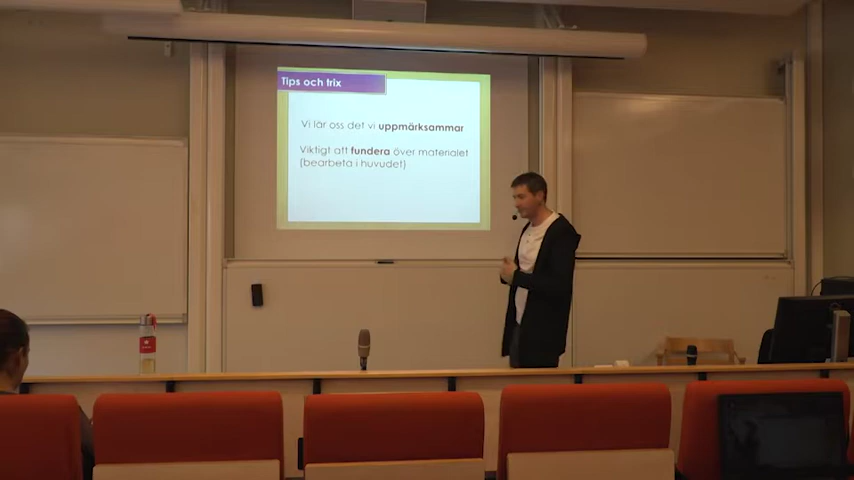 Tips och trix
Vi lär oss det vi uppmärksammar
Viktigt att fundera över materialet
(bearbeta i huvudet)